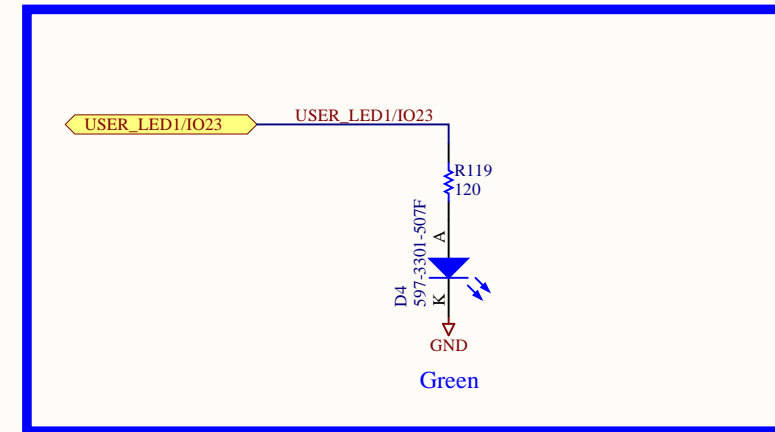 USER_LED1/IO23
USER_LED1/IO23
R119
120
A
D4
597-3301-507F
K
GND
Green